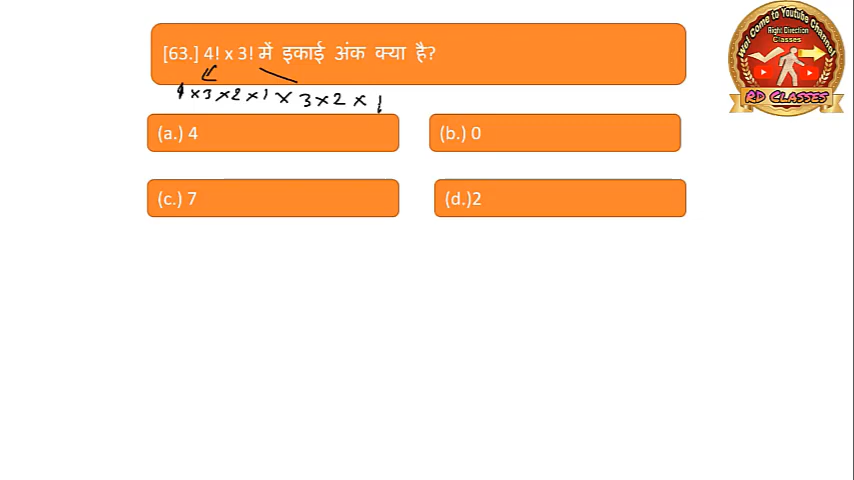 [63.] 4! x 3! में इकाई अंक क्या है?
4 × 3 × 2 × 1 × 3 × 2 × 1
(a.) 4
(b.) 0
(c.) 7
(d.)2
Wel Come to Youtube Channel
Right Direction
Classes
RD CLASSES